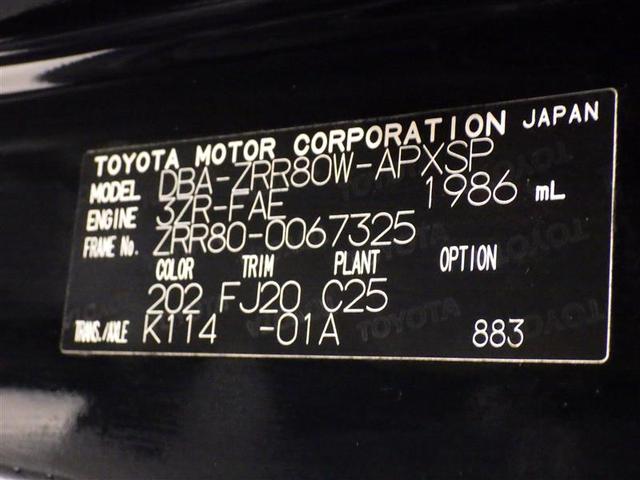 TOYOTA MOTOR CORPORATION JAPAN
MODEL DBA-ZRR80W-APXSP
ENGINE 3ZR-FAE 1986 mL
FRAME No. ZRR80-0067325
COLOR TRIM PLANT OPTION
202 FJ20 C25
TRANS./AXLE K114 -01A 883